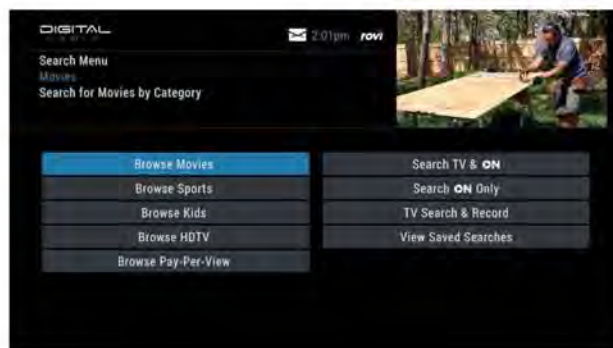 DIGITAL
2:01pm rovi
Search Menu
Movies
Search for Movies by Category
Browse Movies
Browse Sports
Browse Kids
Browse HDTV
Browse Pay-Per-View
Search TV & ON
Search ON Only
TV Search & Record
View Saved Searches